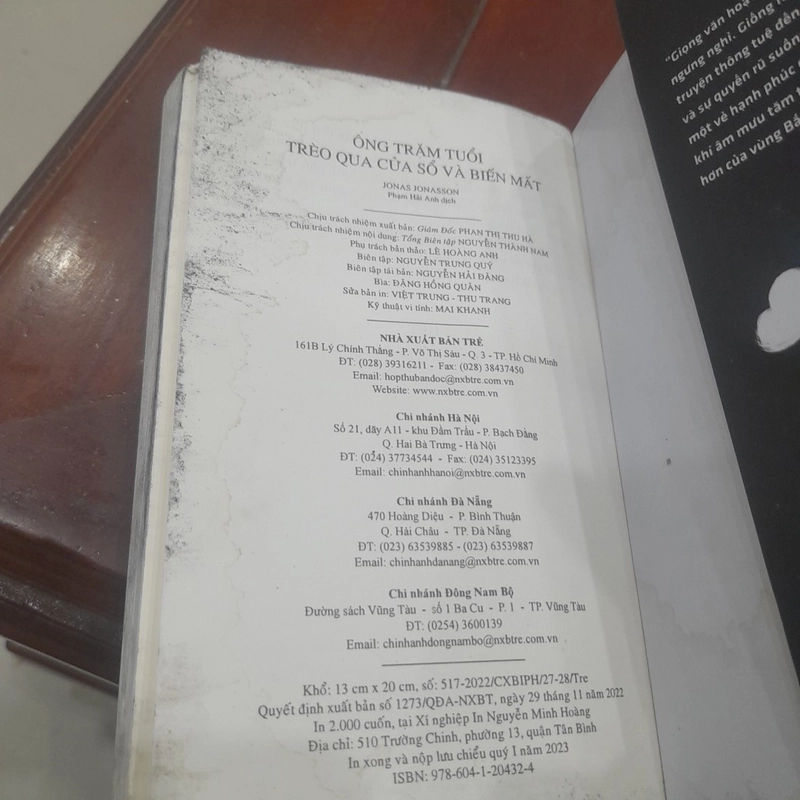 ÔNG TRĂM TUỔI
TRÈO QUA CỬA SỔ VÀ BIẾN MẤT
JONAS JONASSON
Phạm Hải Anh dịch
Chịu trách nhiệm xuất bản: Giám Đốc PHAN THỊ THU HÀ
Chịu trách nhiệm nội dung: Tổng Biên tập NGUYỄN THÀNH NAM
Phụ trách bản thảo: LÊ HOÀNG ANH
Biên tập: NGUYỄN TRUNG QUÝ
Biên tập tái bản: NGUYỄN HẢI ĐĂNG
Bìa: ĐẶNG HỒNG QUÂN
Sửa bản in: VIỆT TRUNG - THU TRANG
Kỹ thuật vi tính: MAI KHANH
NHÀ XUẤT BẢN TRẺ
161B Lý Chính Thắng - P. Võ Thị Sáu - Q. 3 - TP. Hồ Chí Minh
ĐT: (028) 39316211 - Fax: (028) 38437450
Email: hopthubandoc@nxbtre.com.vn
Website: www.nxbtre.com.vn
Chi nhánh Hà Nội
Số 21, dãy A11 - khu Đầm Trấu - P. Bạch Đằng
Q. Hai Bà Trưng - Hà Nội
ĐT: (024) 37734544 - Fax: (024) 35123395
Email: chinhanhhanoi@nxbtre.com.vn
Chi nhánh Đà Nẵng
470 Hoàng Diệu - P. Bình Thuận
Q. Hải Châu - TP. Đà Nẵng
ĐT: (023) 63539885 - (023) 63539887
Email: chinhanhdanang@nxbtre.com.vn
Chi nhánh Đông Nam Bộ
Đường sách Vũng Tàu - số 1 Ba Cu - P. 1 - TP. Vũng Tàu
ĐT: (0254) 3600139
Email: chinhanhdongnambo@nxbtre.com.vn
Khổ: 13 cm x 20 cm, số: 517-2022/CXBIPH/27-28/Tre
Quyết định xuất bản số 1273/QĐA-NXBT, ngày 29 tháng 11 năm 2022
In 2.000 cuốn, tại Xí nghiệp In Nguyễn Minh Hoàng
Địa chỉ: 510 Trường Chinh, phường 13, quận Tân Bình
In xong và nộp lưu chiểu quý I năm 2023
ISBN: 978-604-1-20432-4
"Giọng văn hoạt
ngưng nghỉ. Giống
truyện thông tuệ đến
và sự quyến rũ suôn
một vẻ hạnh phúc
khí âm mưu tăm
hơn của vùng